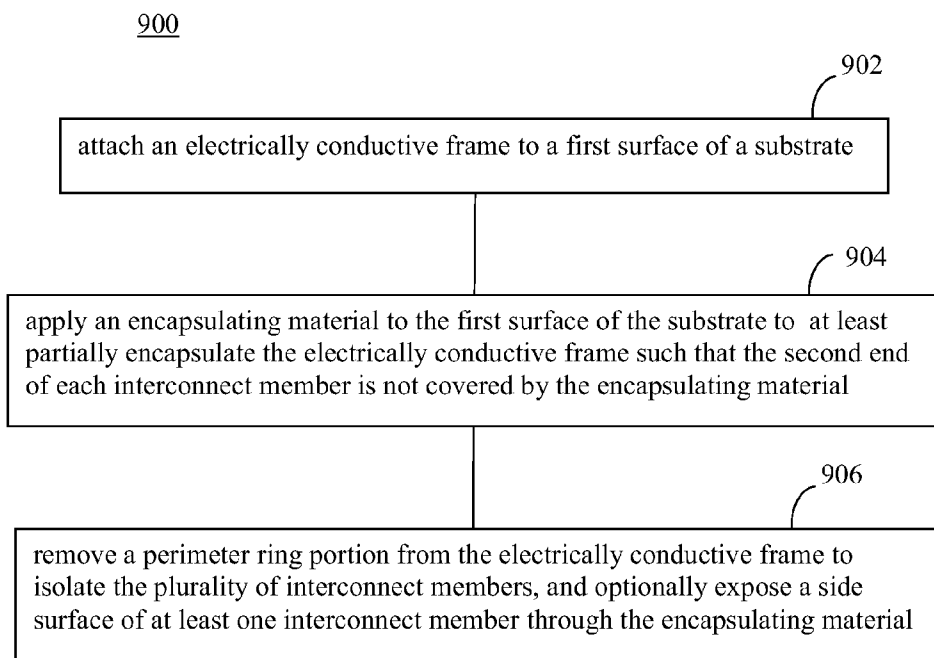 900
902
attach an electrically conductive frame to a first surface of a substrate
904
apply an encapsulating material to the first surface of the substrate to at least
partially encapsulate the electrically conductive frame such that the second end
of each interconnect member is not covered by the encapsulating material
906
remove a perimeter ring portion from the electrically conductive frame to
isolate the plurality of interconnect members, and optionally expose a side
surface of at least one interconnect member through the encapsulating material